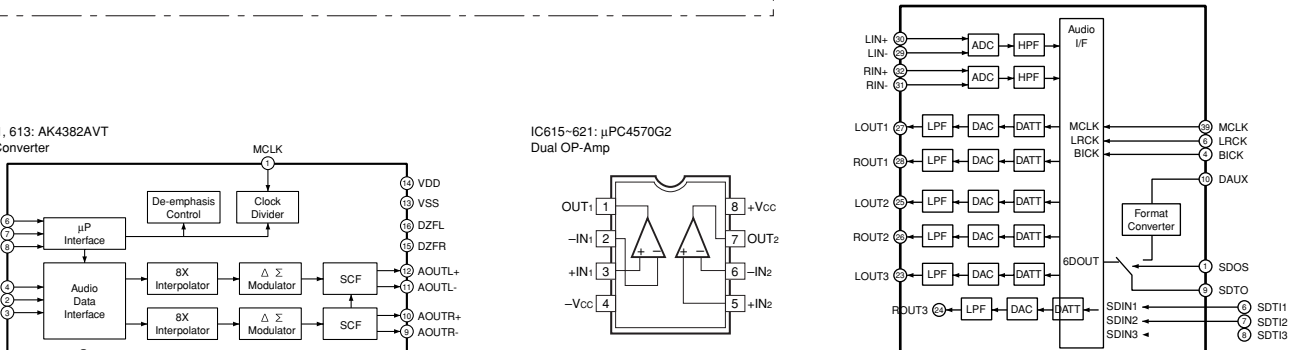 , 613: AK4382AVT
Converter
MCLK
1
14 VDD
13 VSS
16 DZFL
15 DZFR
12 AOUTL+
11 AOUTL-
10 AOUTR+
9 AOUTR-
6
7
8
4
2
3
µP
Interface
De-emphasis
Control
Clock
Divider
Audio
Data
Interface
8X
Interpolator
Δ Σ
Modulator
SCF
8X
Interpolator
Δ Σ
Modulator
SCF
IC615~621: µPC4570G2
Dual OP-Amp
OUT1 1
–IN1 2
+IN1 3
–VCC 4
8 +VCC
7 OUT2
6 –IN2
5 +IN2
+ –
– +
LIN+ 30
LIN- 29
RIN+ 32
RIN- 31
ADC HPF
ADC HPF
Audio
I/F
LOUT1 27 LPF DAC DATT
ROUT1 28 LPF DAC DATT
LOUT2 25 LPF DAC DATT
ROUT2 26 LPF DAC DATT
LOUT3 23 LPF DAC DATT
ROUT3 24 LPF DAC DATT
MCLK
LRCK
BICK
39 MCLK
6 LRCK
4 BICK
10 DAUX
Format
Converter
6DOUT
1 SDOS
9 SDTO
SDIN1
SDIN2
SDIN3
6 SDTI1
7 SDTI2
8 SDTI3